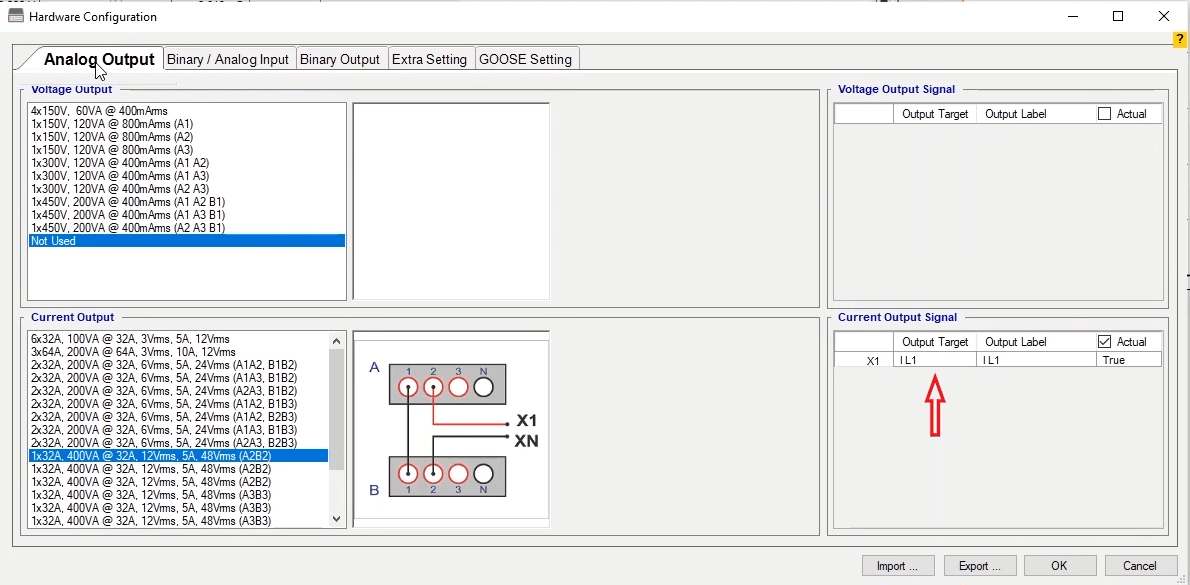 Hardware Configuration
?
Analog Output
Binary / Analog Input
Binary Output
Extra Setting
GOOSE Setting
Voltage Output
4x150V, 60VA @ 400mArms
1x150V, 120VA @ 800mArms (A1)
1x150V, 120VA @ 800mArms (A2)
1x150V, 120VA @ 800mArms (A3)
1x300V, 120VA @ 400mArms (A1 A2)
1x300V, 120VA @ 400mArms (A1 A3)
1x300V, 120VA @ 400mArms (A2 A3)
1x450V, 200VA @ 400mArms (A1 A2 B1)
1x450V, 200VA @ 400mArms (A1 A3 B1)
1x450V, 200VA @ 400mArms (A2 A3 B1)
Not Used
Voltage Output Signal
Output Target Output Label Actual
Current Output
6x32A, 100VA @ 32A, 3Vrms, 5A, 12Vrms
3x64A, 200VA @ 64A, 3Vrms, 10A, 12Vrms
2x32A, 200VA @ 32A, 6Vrms, 5A, 24Vrms (A1A2, B1B2)
2x32A, 200VA @ 32A, 6Vrms, 5A, 24Vrms (A1A3, B1B2)
2x32A, 200VA @ 32A, 6Vrms, 5A, 24Vrms (A2A3, B1B2)
2x32A, 200VA @ 32A, 6Vrms, 5A, 24Vrms (A1A2, B1B3)
2x32A, 200VA @ 32A, 6Vrms, 5A, 24Vrms (A1A2, B2B3)
2x32A, 200VA @ 32A, 6Vrms, 5A, 24Vrms (A1A3, B1B3)
2x32A, 200VA @ 32A, 6Vrms, 5A, 24Vrms (A2A3, B2B3)
1x32A, 400VA @ 32A, 12Vrms, 5A, 48Vrms (A2B2)
1x32A, 400VA @ 32A, 12Vrms, 5A, 48Vrms (A2B2)
1x32A, 400VA @ 32A, 12Vrms, 5A, 48Vrms (A2B2)
1x32A, 400VA @ 32A, 12Vrms, 5A, 48Vrms (A3B3)
1x32A, 400VA @ 32A, 12Vrms, 5A, 48Vrms (A3B3)
1x32A, 400VA @ 32A, 12Vrms, 5A, 48Vrms (A3B3)
A 1 2 3 N
X1
XN
B 1 2 3 N
Current Output Signal
Output Target Output Label Actual
X1 I L1 I L1 True
Import ...
Export ...
OK
Cancel